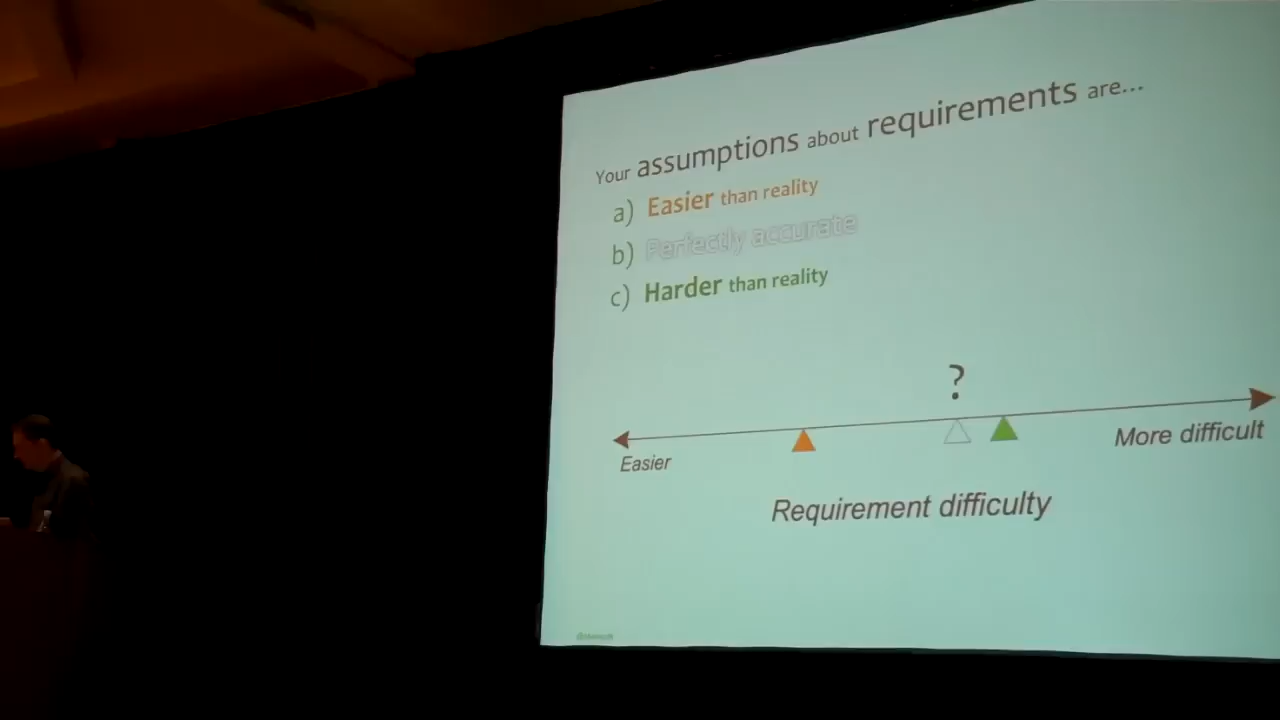 Your assumptions about requirements are...
a) Easier than reality
b) Perfectly accurate
c) Harder than reality
?
Easier
More difficult
Requirement difficulty